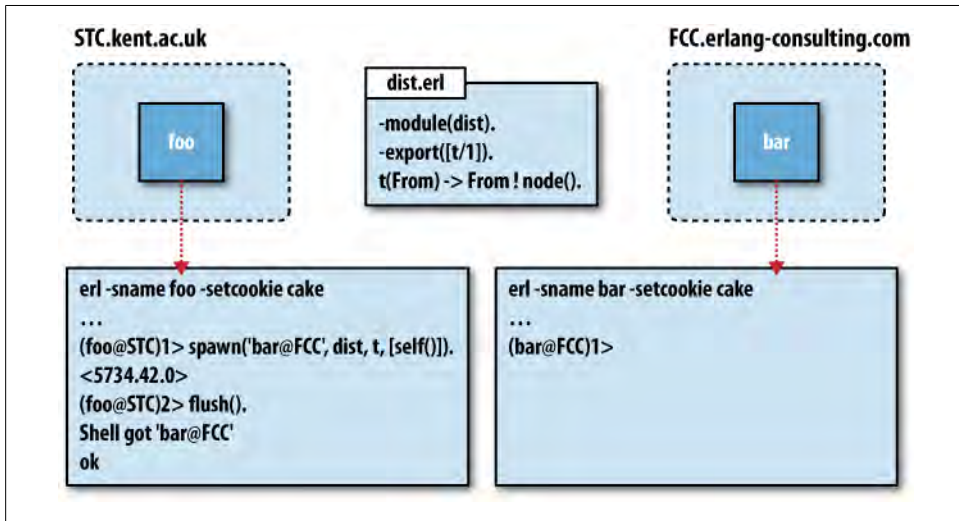 STC.kent.ac.uk
FCC.erlang-consulting.com
foo
dist.erl
-module(dist).
-export([t/1]).
t(From) -> From ! node().
bar
erl -sname foo -setcookie cake
…
(foo@STC)1> spawn('bar@FCC', dist, t, [self()]).
<5734.42.0>
(foo@STC)2> flush().
Shell got 'bar@FCC'
ok
erl -sname bar -setcookie cake
…
(bar@FCC)1>